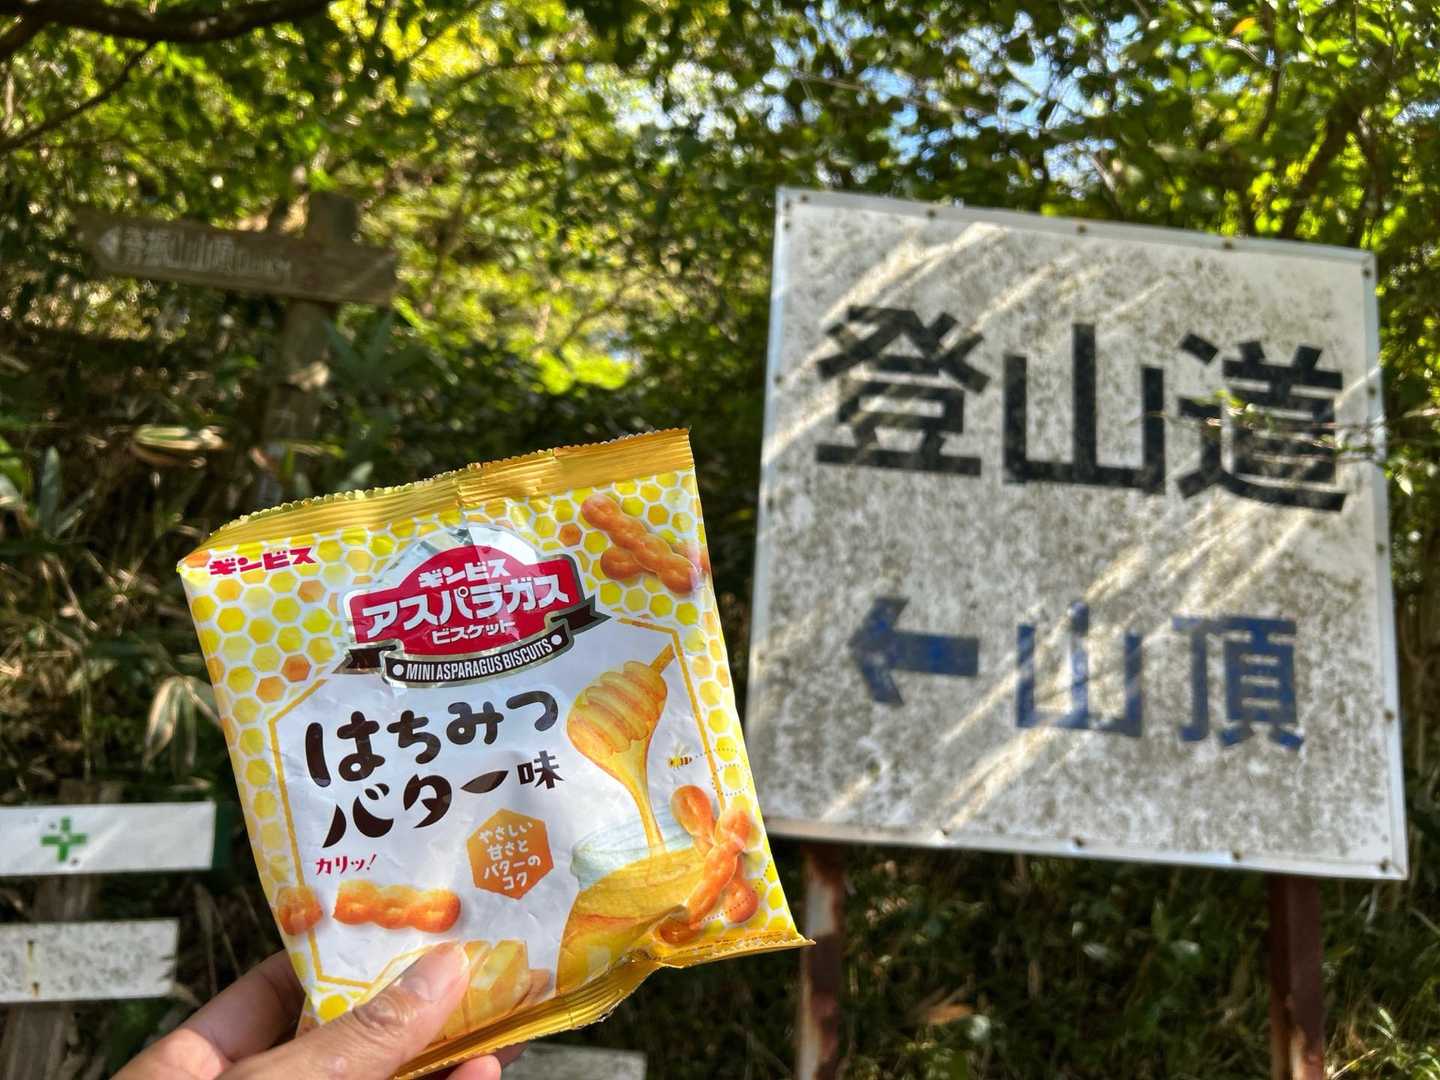 登山道
← 山頂
ギンビス
ギンビス
アスパラガス
ビスケット
MINI ASPARAGUS BISCUITS
はちみつ
バター味
やさしい
甘さと
バターの
コク
カリッ!
山頂